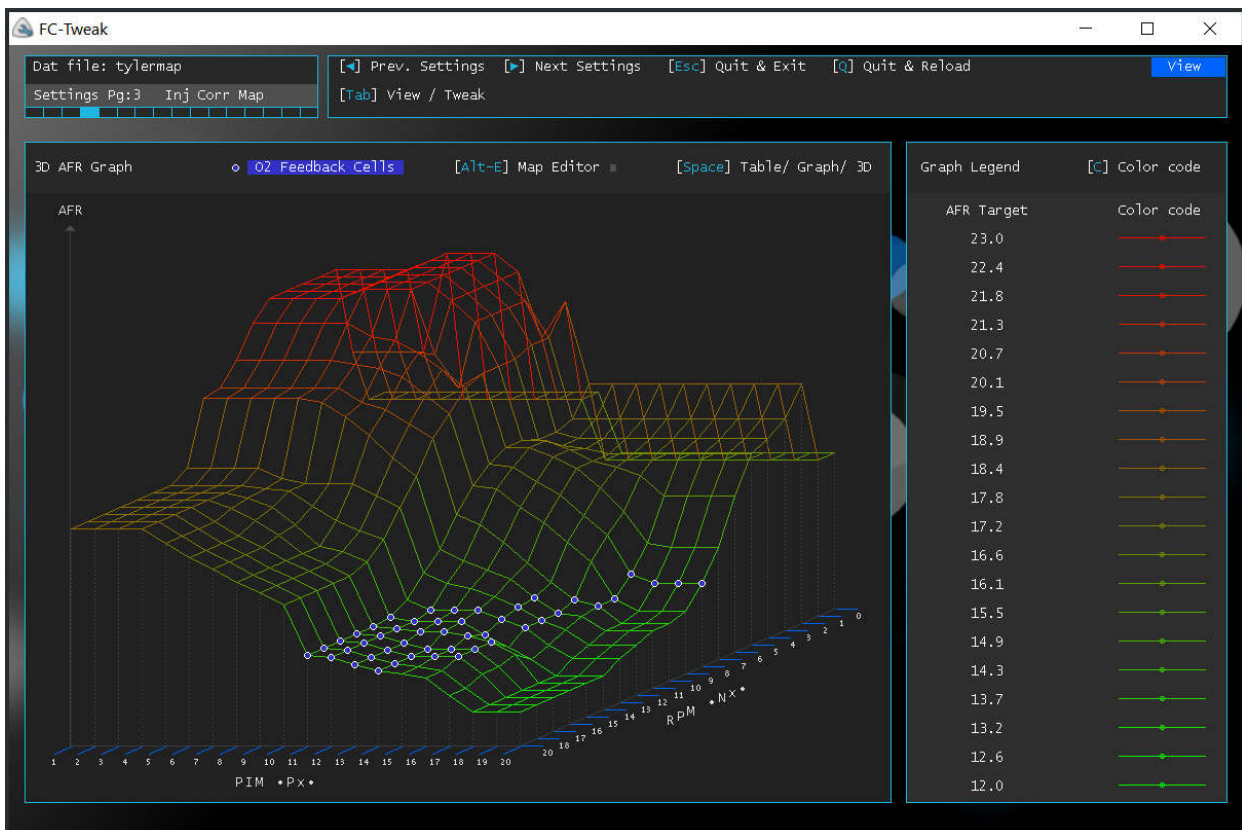 FC-Tweak
Dat file: tylermap
Settings Pg:3 Inj Corr Map
[◄] Prev. Settings [►] Next Settings [Esc] Quit & Exit [Q] Quit & Reload
View
[Tab] View / Tweak
3D AFR Graph
O2 Feedback Cells
[Alt-E] Map Editor
[Space] Table/ Graph/ 3D
AFR
1 2 3 4 5 6 7 8 9 10 11 12 13 14 15 16 17 18 19 20
PIM •Px•
20 18 17 16 15 14 13 12 11 10 9 8 7 6 5 4 3 2 1 0
RPM •Nx•
Graph Legend [C] Color code
AFR Target Color code
23.0
22.4
21.8
21.3
20.7
20.1
19.5
18.9
18.4
17.8
17.2
16.6
16.1
15.5
14.9
14.3
13.7
13.2
12.6
12.0